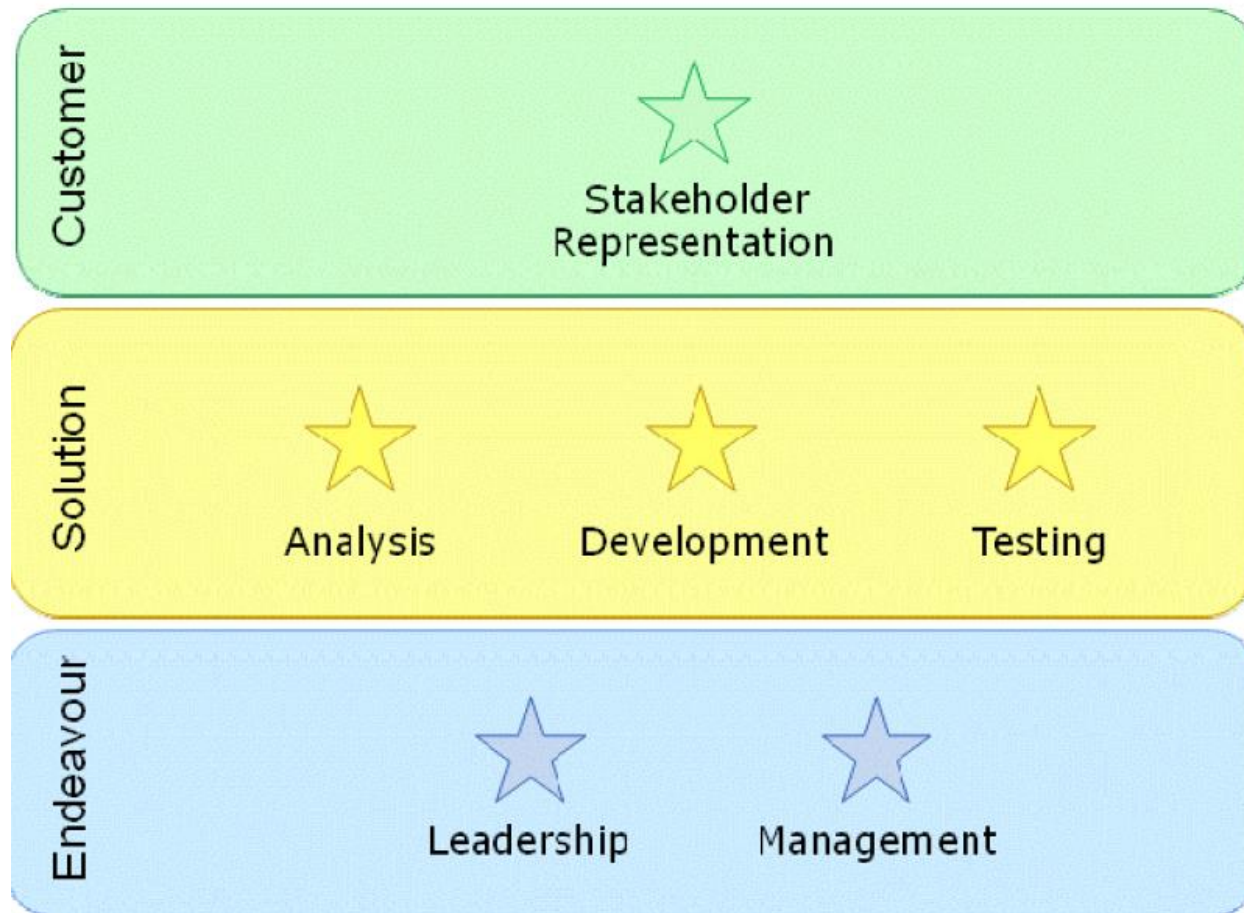 Customer
Stakeholder
Representation
Solution
Analysis
Development
Testing
Endeavour
Leadership
Management